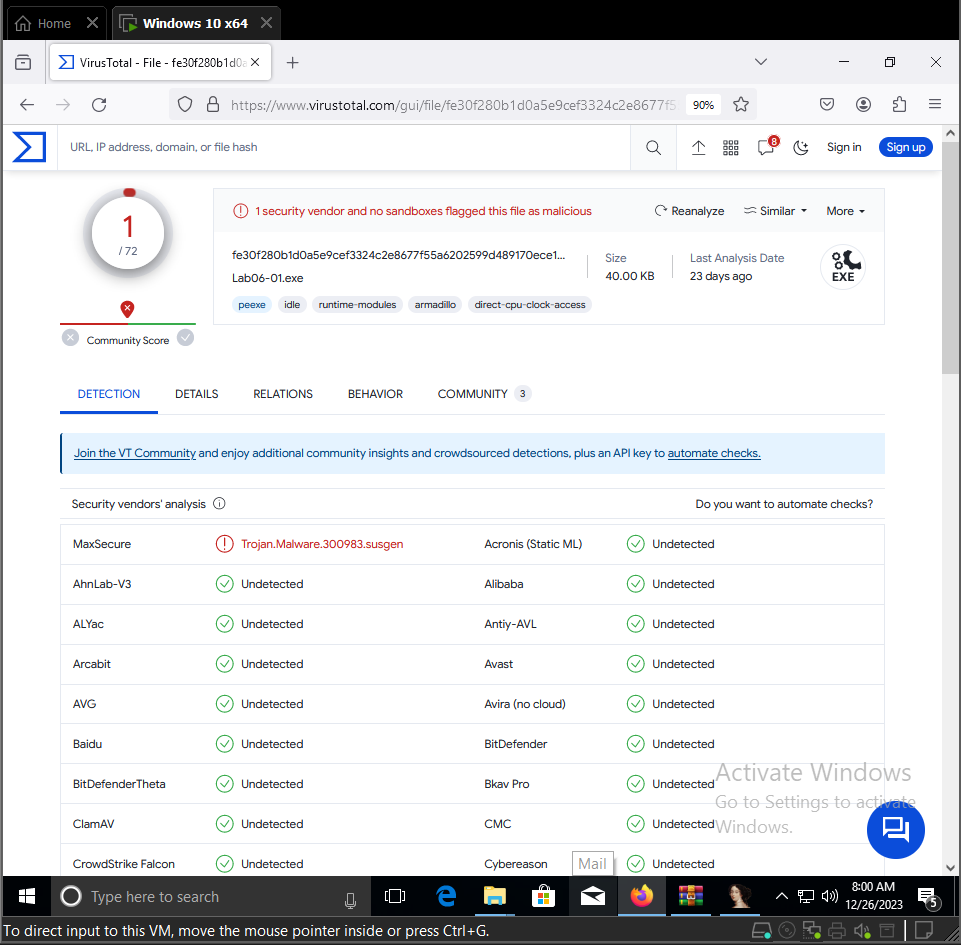 Home
Windows 10 x64
VirusTotal - File - fe30f280b1d0a
https://www.virustotal.com/gui/file/fe30f280b1d0a5e9cef3324c2e8677f5
90%
URL, IP address, domain, or file hash
8
Sign in
Sign up
1
/ 72
Community Score
1 security vendor and no sandboxes flagged this file as malicious
Reanalyze
Similar
More
fe30f280b1d0a5e9cef3324c2e8677f55a6202599d489170ece1...
Lab06-01.exe
Size
40.00 KB
Last Analysis Date
23 days ago
EXE
peexe
idle
runtime-modules
armadillo
direct-cpu-clock-access
DETECTION
DETAILS
RELATIONS
BEHAVIOR
COMMUNITY
3
Join the VT Community and enjoy additional community insights and crowdsourced detections, plus an API key to automate checks.
Security vendors' analysis
Do you want to automate checks?
MaxSecure
Trojan.Malware.300983.susgen
Acronis (Static ML)
Undetected
AhnLab-V3
Undetected
Alibaba
Undetected
ALYac
Undetected
Antiy-AVL
Undetected
Arcabit
Undetected
Avast
Undetected
AVG
Undetected
Avira (no cloud)
Undetected
Baidu
Undetected
BitDefender
Undetected
BitDefenderTheta
Undetected
Bkav Pro
Undetected
ClamAV
Undetected
CMC
Undetected
CrowdStrike Falcon
Undetected
Cybereason
Undetected
Activate Windows
Go to Settings to activate
Windows.
Mail
Type here to search
8:00 AM
12/26/2023
5
To direct input to this VM, move the mouse pointer inside or press Ctrl+G.